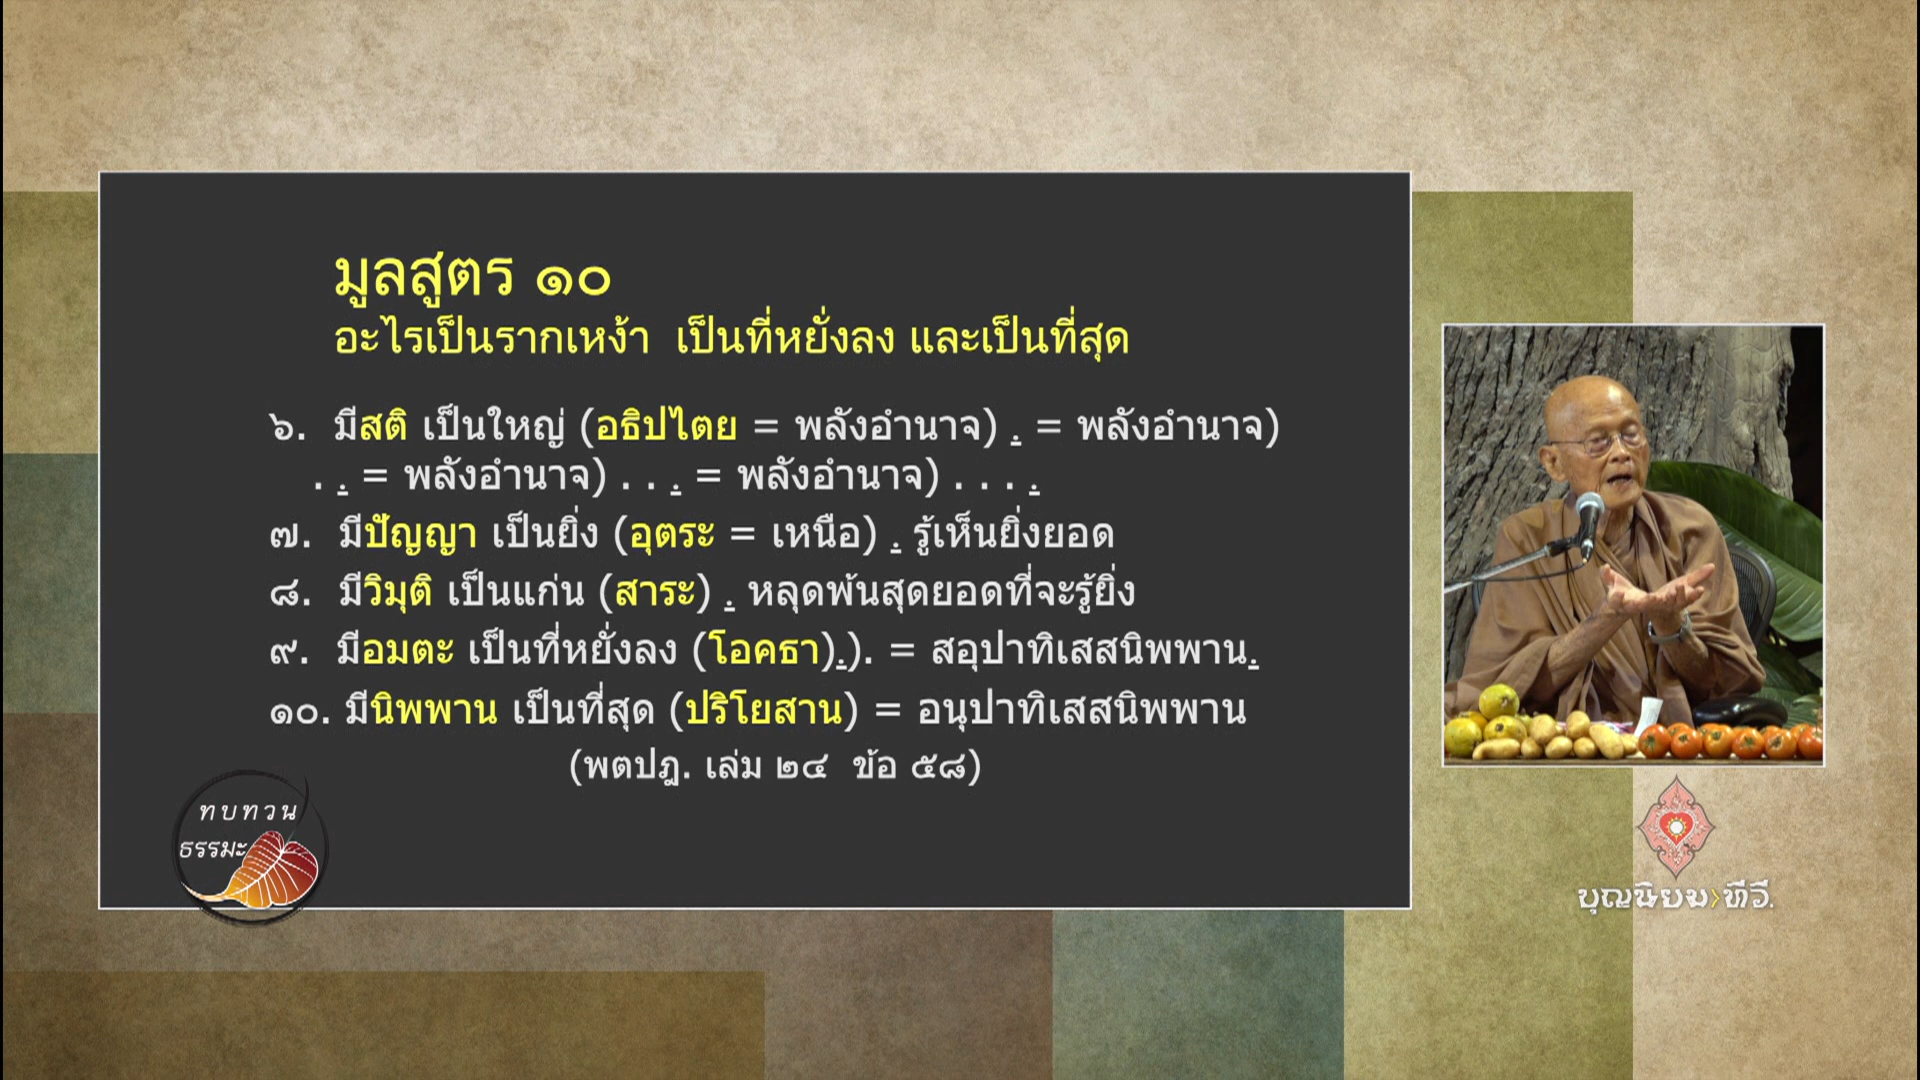 มูลสูตร ๑๐
อะไรเป็นรากเหง้า เป็นที่หยั่งลง และเป็นที่สุด
๖. มีสติ เป็นใหญ่ (อธิปไตย = พลังอำนาจ) . = พลังอำนาจ)
. . = พลังอำนาจ) . . . = พลังอำนาจ) . . . .
๗. มีปัญญา เป็นยิ่ง (อุตระ = เหนือ) . รู้เห็นยิ่งยอด
๘. มีวิมุติ เป็นแก่น (สาระ) . หลุดพ้นสุดยอดที่จะรู้ยิ่ง
๙. มีอมตะ เป็นที่หยั่งลง (โอคธา).). = สอุปาทิเสสนิพพาน.
๑๐. มีนิพพาน เป็นที่สุด (ปริโยสาน) = อนุปาทิเสสนิพพาน
(พตปฎ. เล่ม ๒๔ ข้อ ๕๘)
ทบทวน
ธรรมะ
บุญนิยม>ทีวี.